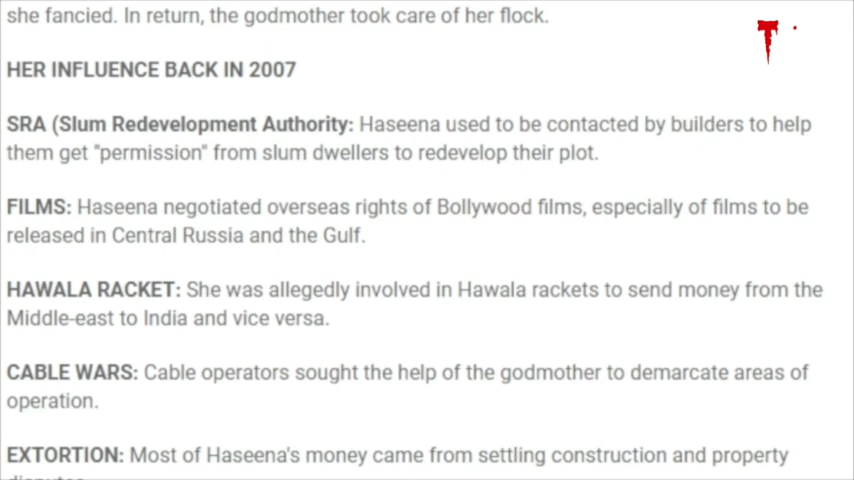 she fancied. In return, the godmother took care of her flock.
HER INFLUENCE BACK IN 2007
SRA (Slum Redevelopment Authority: Haseena used to be contacted by builders to help
them get "permission" from slum dwellers to redevelop their plot.
FILMS: Haseena negotiated overseas rights of Bollywood films, especially of films to be
released in Central Russia and the Gulf.
HAWALA RACKET: She was allegedly involved in Hawala rackets to send money from the
Middle-east to India and vice versa.
CABLE WARS: Cable operators sought the help of the godmother to demarcate areas of
operation.
EXTORTION: Most of Haseena's money came from settling construction and property
T